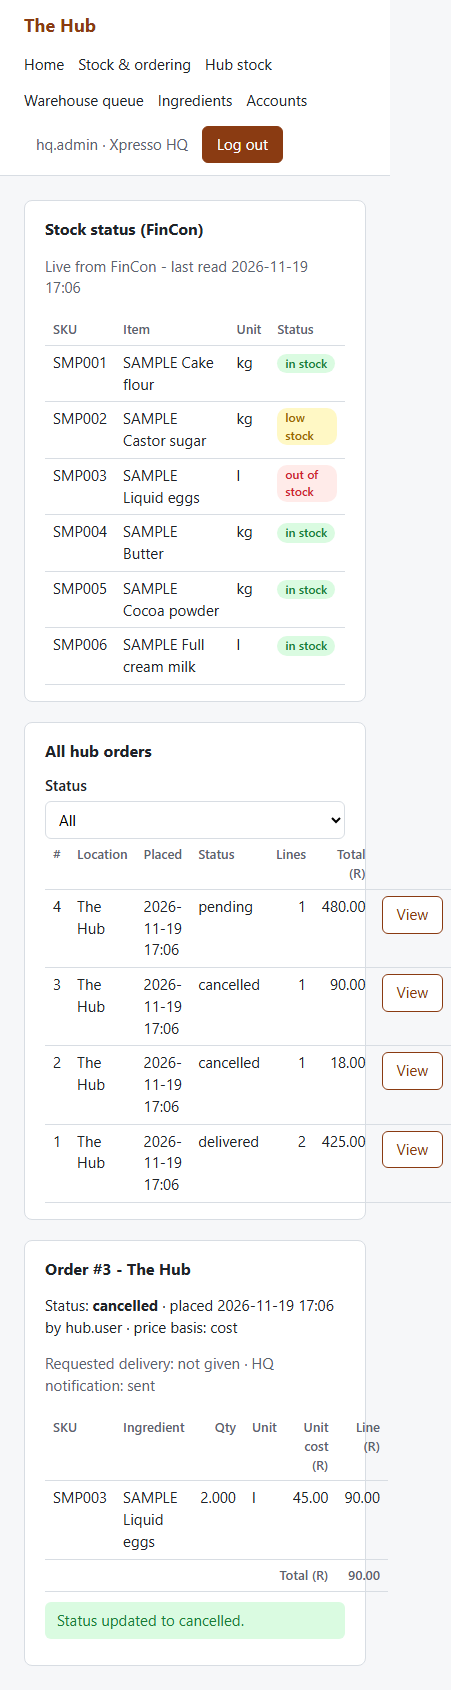 The Hub
Home Stock & ordering Hub stock
Warehouse queue Ingredients Accounts
hq.admin · Xpresso HQ Log out
Stock status (FinCon)
Live from FinCon - last read 2026-11-19
17:06
SKU Item Unit Status
SMP001 SAMPLE Cake kg in stock
flour
SMP002 SAMPLE kg low
Castor sugar stock
SMP003 SAMPLE l out of
Liquid eggs stock
SMP004 SAMPLE kg in stock
Butter
SMP005 SAMPLE kg in stock
Cocoa powder
SMP006 SAMPLE Full l in stock
cream milk
All hub orders
Status
All
# Location Placed Status Lines Total
(R)
4 The 2026- pending 1 480.00 View
Hub 11-19
17:06
3 The 2026- cancelled 1 90.00 View
Hub 11-19
17:06
2 The 2026- cancelled 1 18.00 View
Hub 11-19
17:06
1 The 2026- delivered 2 425.00 View
Hub 11-19
17:06
Order #3 - The Hub
Status: cancelled · placed 2026-11-19 17:06
by hub.user · price basis: cost
Requested delivery: not given · HQ
notification: sent
SKU Ingredient Qty Unit Unit Line
cost (R)
(R)
SMP003 SAMPLE 2.000 l 45.00 90.00
Liquid
eggs
Total (R) 90.00
Status updated to cancelled.